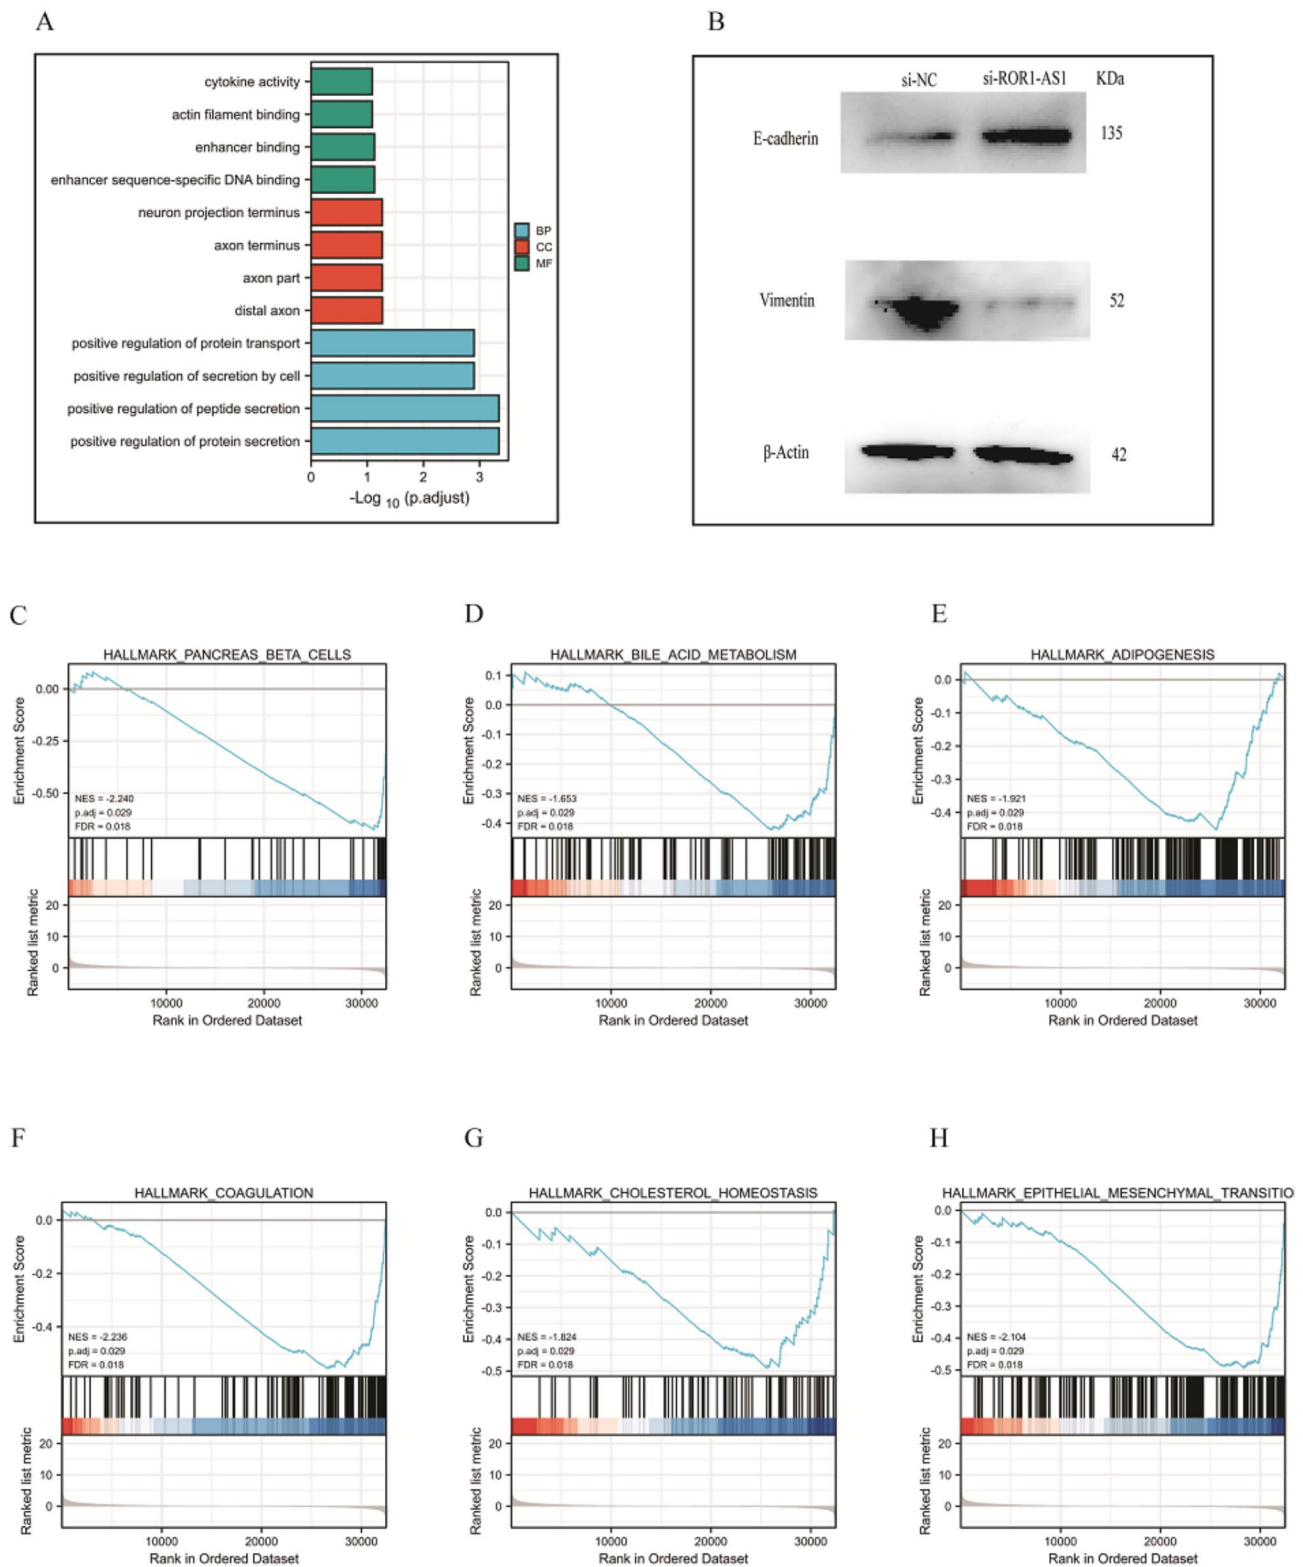 A
cytokine activity
actin filament binding
enhancer binding
enhancer sequence-specific DNA binding
neuron projection terminus
axon terminus
axon part
distal axon
positive regulation of protein transport
positive regulation of secretion by cell
positive regulation of peptide secretion
positive regulation of protein secretion
0 1 2 3
-Log 10 (p.adjust)
BP
CC
MF
B
si-NC si-ROR1-AS1 KDa
E-cadherin 135
Vimentin 52
β-Actin 42
C
HALLMARK_PANCREAS_BETA_CELLS
Enrichment Score
0.00
-0.25
-0.50
NES = -2.240
p.adj = 0.029
FDR = 0.018
Ranked list metric
20
10
0
10000 20000 30000
Rank in Ordered Dataset
D
HALLMARK_BILE_ACID_METABOLISM
Enrichment Score
0.1
0.0
-0.1
-0.2
-0.3
-0.4
NES = -1.653
p.adj = 0.029
FDR = 0.018
Ranked list metric
20
10
0
10000 20000 30000
Rank in Ordered Dataset
E
HALLMARK_ADIPOGENESIS
Enrichment Score
0.0
-0.1
-0.2
-0.3
-0.4
NES = -1.921
p.adj = 0.029
FDR = 0.018
Ranked list metric
20
10
0
10000 20000 30000
Rank in Ordered Dataset
F
HALLMARK_COAGULATION
Enrichment Score
0.0
-0.2
-0.4
NES = -2.236
p.adj = 0.029
FDR = 0.018
Ranked list metric
20
10
0
10000 20000 30000
Rank in Ordered Dataset
G
HALLMARK_CHOLESTEROL_HOMEOSTASIS
Enrichment Score
0.0
-0.1
-0.2
-0.3
-0.4
-0.5
NES = -1.824
p.adj = 0.029
FDR = 0.018
Ranked list metric
20
10
0
10000 20000 30000
Rank in Ordered Dataset
H
HALLMARK_EPITHELIAL_MESENCHYMAL_TRANSITIO
Enrichment Score
0.0
-0.1
-0.2
-0.3
-0.4
-0.5
NES = -2.104
p.adj = 0.029
FDR = 0.018
Ranked list metric
20
10
0
10000 20000 30000
Rank in Ordered Dataset